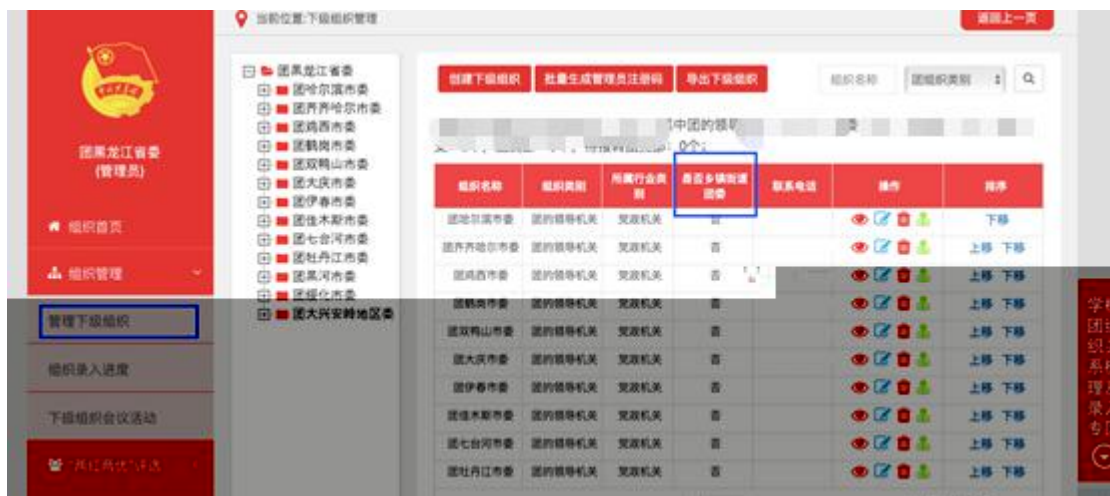 当前位置:下级组织管理
返回上一页
团黑龙江省委
(管理员)
组织首页
组织管理
管理下级组织
组织录入进度
下级组织会议活动
团黑龙江省委
团哈尔滨市委
团齐齐哈尔市委
团鸡西市委
团鹤岗市委
团双鸭山市委
团大庆市委
团伊春市委
团佳木斯市委
团七台河市委
团牡丹江市委
团黑河市委
团绥化市委
团大兴安岭地区委
创建下级组织 批量生成管理员注册码 导出下级组织 组织名称 团组织类别
中团的领
0个;
组织名称 组织类别 所属行业类别 是否乡镇街道团委 联系电话 操作 排序
团哈尔滨市委 团的领导机关 党政机关 否 下移
团齐齐哈尔市委 团的领导机关 党政机关 否 上移 下移
团鸡西市委 团的领导机关 党政机关 否 上移 下移
团鹤岗市委 团的领导机关 党政机关 否 上移 下移
团双鸭山市委 团的领导机关 党政机关 否 上移 下移
团大庆市委 团的领导机关 党政机关 否 上移 下移
团伊春市委 团的领导机关 党政机关 否 上移 下移
团佳木斯市委 团的领导机关 党政机关 否 上移 下移
团七台河市委 团的领导机关 党政机关 否 上移 下移
团牡丹江市委 团的领导机关 党政机关 否 上移 下移